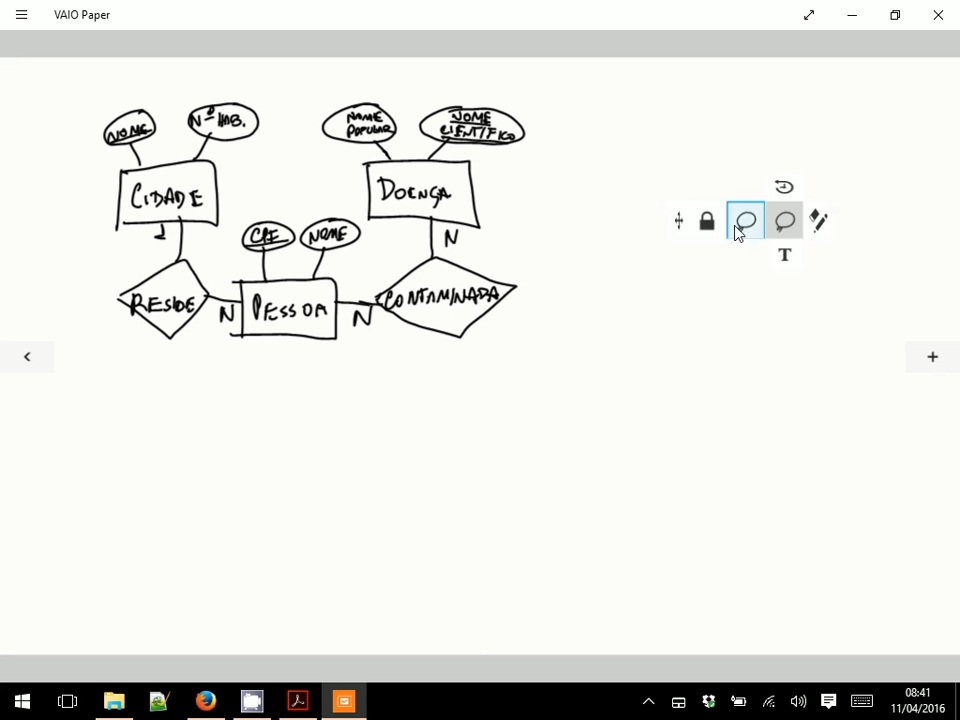 VAIO Paper
NOME
Nº HAB.
NOME
POPULAR
NOME
CIENTÍFICO
CIDADE
DOENÇA
1
CPF
NOME
N
RESIDE
N
PESSOA
N
CONTAMINADA
T
08:41
11/04/2016